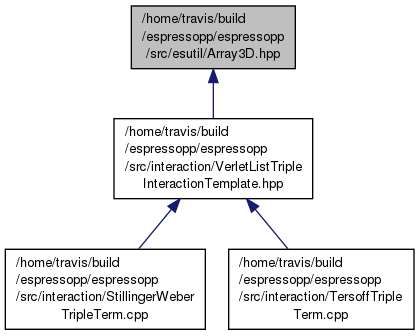 /home/travis/build
/espressopp/espressopp
/src/esutil/Array3D.hpp
/home/travis/build
/espressopp/espressopp
/src/interaction/VerletListTriple
InteractionTemplate.hpp
/home/travis/build
/espressopp/espressopp
/src/interaction/StillingerWeber
TripleTerm.cpp
/home/travis/build
/espressopp/espressopp
/src/interaction/TersoffTriple
Term.cpp